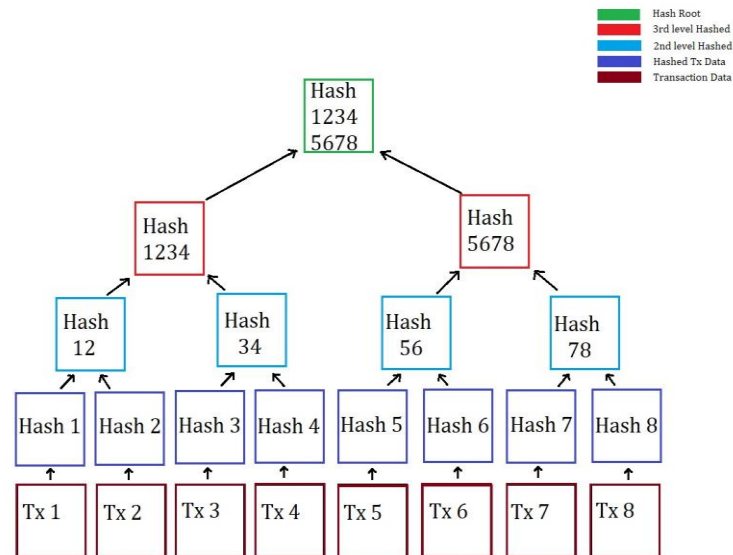 Hash Root
3rd level Hashed
2nd level Hashed
Hashed Tx Data
Transaction Data
Hash
1234
5678
Hash
1234
Hash
5678
Hash
12
Hash
34
Hash
56
Hash
78
Hash 1
Hash 2
Hash 3
Hash 4
Hash 5
Hash 6
Hash 7
Hash 8
Tx 1
Tx 2
Tx 3
Tx 4
Tx 5
Tx 6
Tx 7
Tx 8